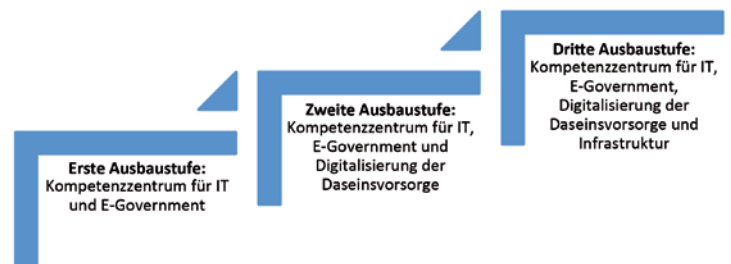 Erste Ausbaustufe:
Kompetenzzentrum für IT
und E-Government
Zweite Ausbaustufe:
Kompetenzzentrum für IT,
E-Government und
Digitalisierung der
Daseinsvorsorge
Dritte Ausbaustufe:
Kompetenzzentrum für IT,
E-Government,
Digitalisierung der
Daseinsvorsorge und
Infrastruktur